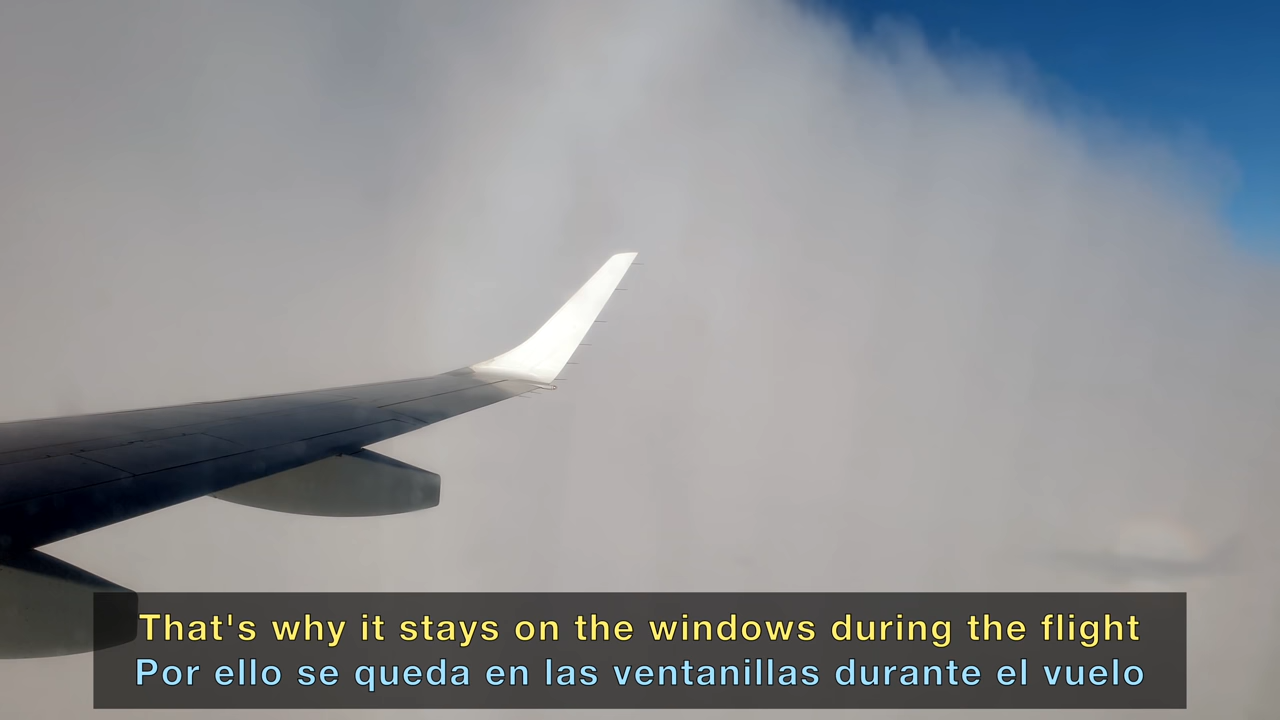 That's why it stays on the windows during the flight
Por ello se queda en las ventanillas durante el vuelo